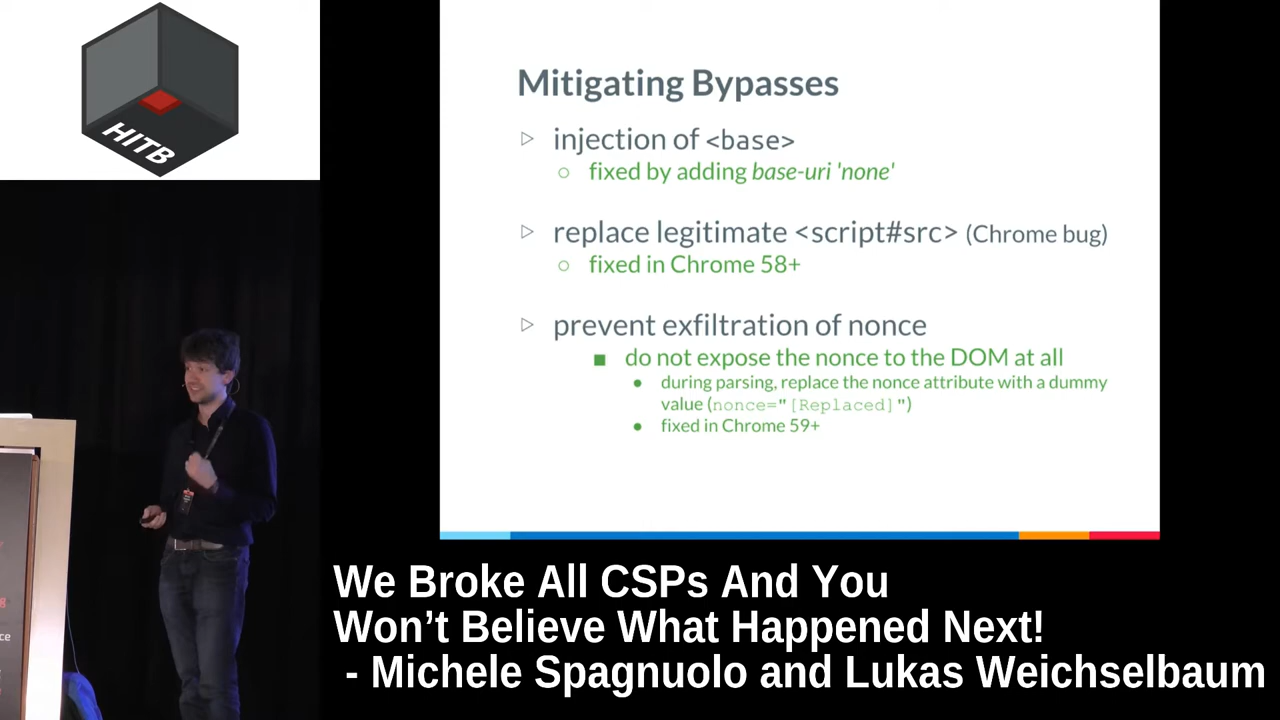 HITB
Mitigating Bypasses
injection of <base>
fixed by adding base-uri 'none'
replace legitimate <script#src> (Chrome bug)
fixed in Chrome 58+
prevent exfiltration of nonce
do not expose the nonce to the DOM at all
during parsing, replace the nonce attribute with a dummy
value (nonce="[Replaced]")
fixed in Chrome 59+
We Broke All CSPs And You
Won’t Believe What Happened Next!
- Michele Spagnuolo and Lukas Weichselbaum